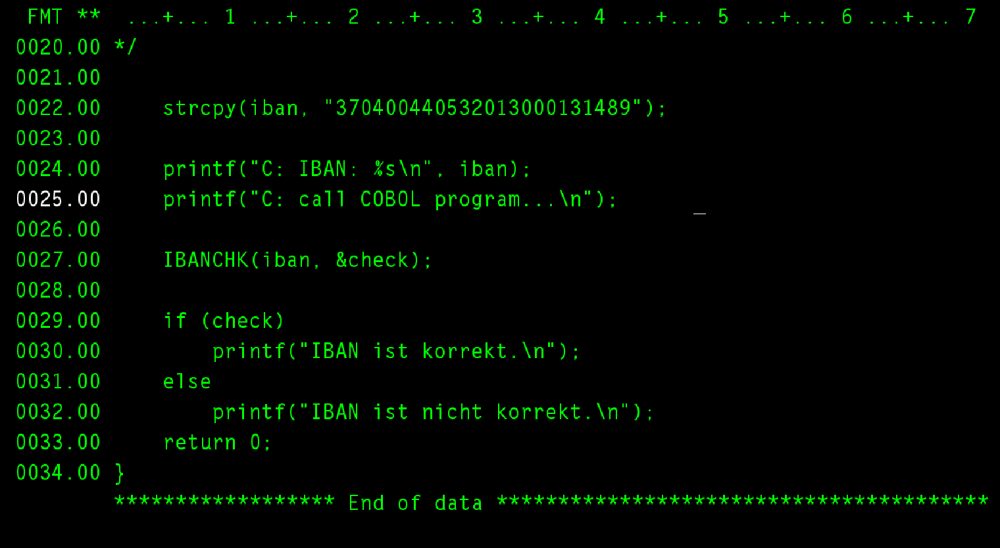 FMT **  ...+... 1 ...+... 2 ...+... 3 ...+... 4 ...+... 5 ...+... 6 ...+... 7
0020.00 */
0021.00
0022.00     strcpy(iban, "370400440532013000131489");
0023.00
0024.00     printf("C: IBAN: %s\n", iban);
0025.00     printf("C: call COBOL program...\n");
0026.00
0027.00     IBANCHK(iban, &check);
0028.00
0029.00     if (check)
0030.00         printf("IBAN ist korrekt.\n");
0031.00     else
0032.00         printf("IBAN ist nicht korrekt.\n");
0033.00     return 0;
0034.00 }
****************** End of data ****************************************